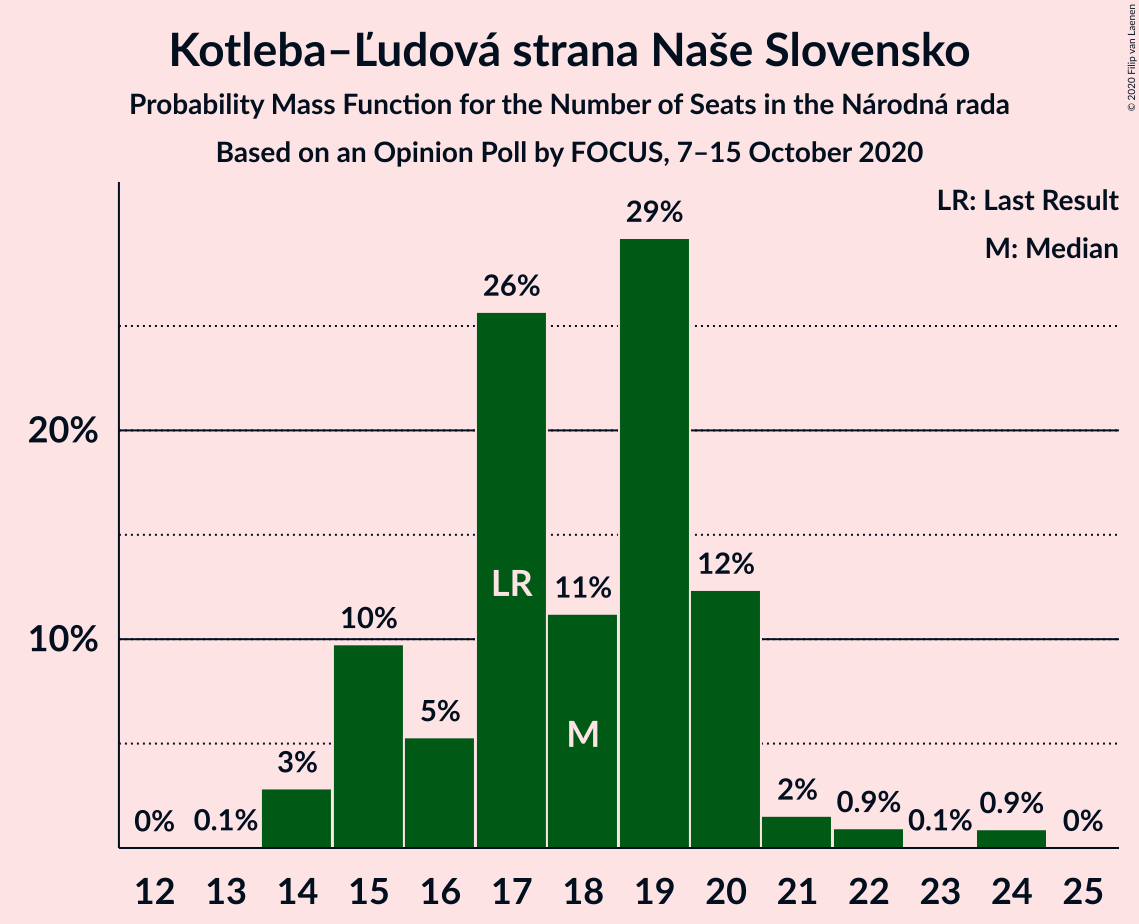 Kotleba–Ľudová strana Naše Slovensko
Probability Mass Function for the Number of Seats in the Národná rada
Based on an Opinion Poll by FOCUS, 7–15 October 2020
© 2020 Filip van Laenen
LR: Last Result
M: Median
29%
26%
20%
12%
LR
11%
10%
10%
M
5%
3%
2%
0.9%
0.9%
0%
0.1%
0.1%
0%
12 13 14 15 16 17 18 19 20 21 22 23 24 25